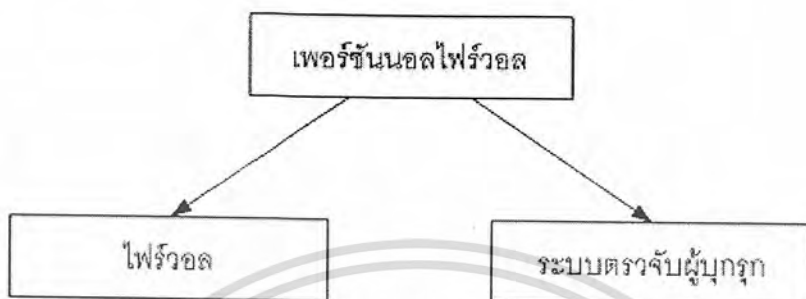 เพอร์ซันนอลไฟร์วอล
ไฟร์วอล
ระบบตรวจับผู้บุกรุก